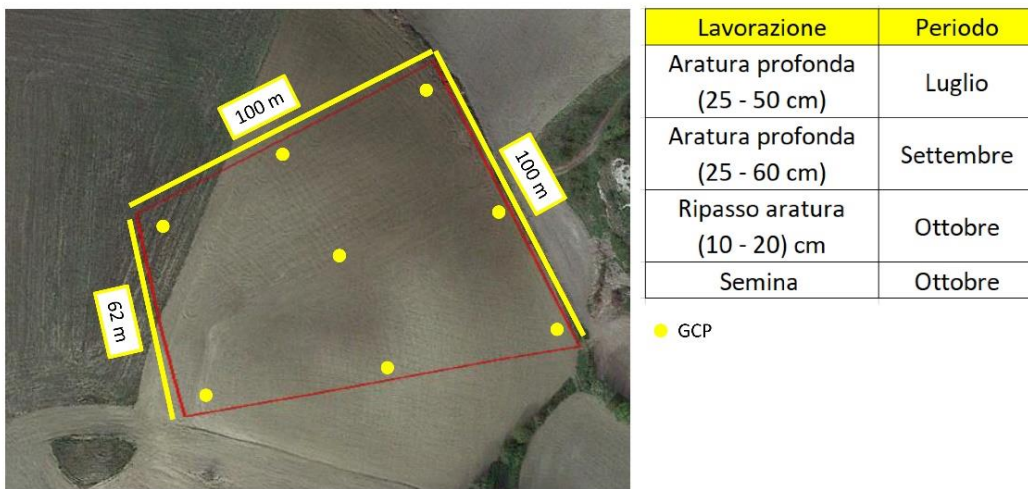 100 m
100 m
62 m
Lavorazione Periodo
Aratura profonda
(25 - 50 cm)
Luglio
Aratura profonda
(25 - 60 cm)
Settembre
Ripasso aratura
(10 - 20) cm
Ottobre
Semina Ottobre
GCP